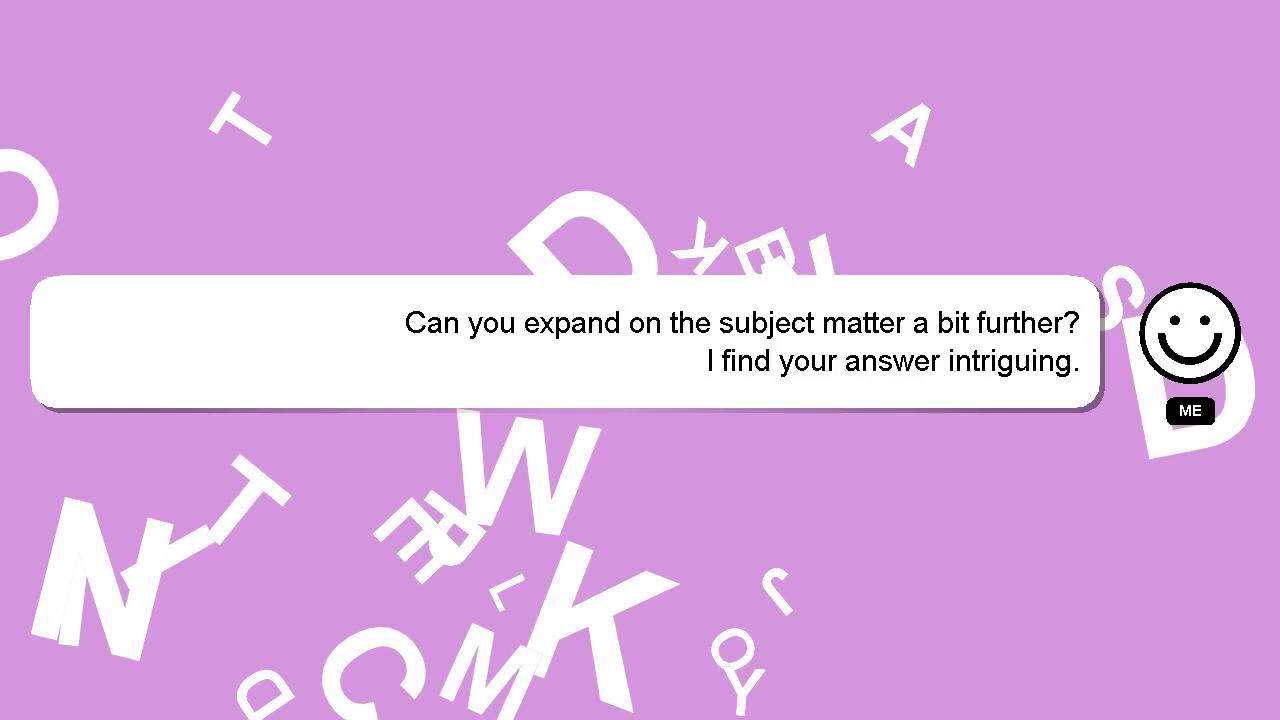 T
A
O
D
K
E
S
D
Can you expand on the subject matter a bit further?
I find your answer intriguing.
ME
W
T
N
Y
E
R
L
K
J
C
M
O
Y
D